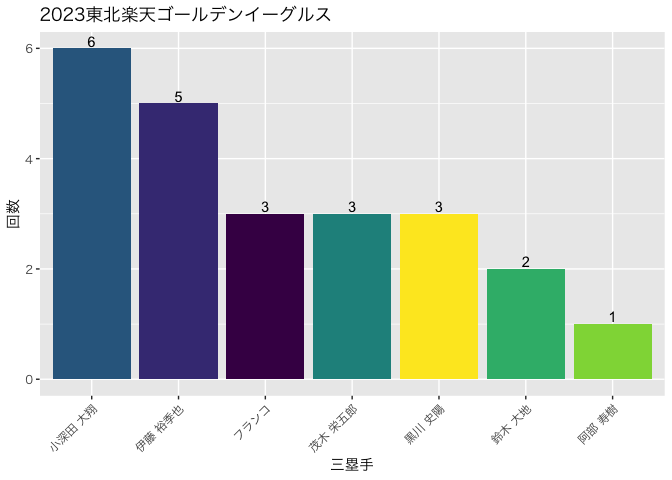 2023東北楽天ゴールデンイーグルス
6
5
3
3
3
2
1
6
4
2
0
回数
小深田 大翔
伊藤 裕季也
フランコ
茂木 栄五郎
黒川 史陽
鈴木 大地
阿部 寿樹
三塁手